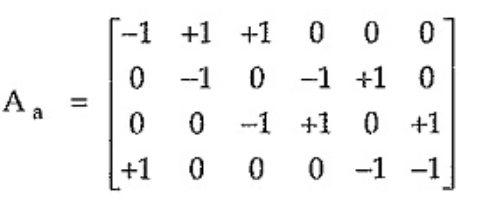 −1 +1 +1 0 0 0
0 −1 0 −1 +1 0
A a = 
0 0 −1 +1 0 +1
+1 0 0 0 −1 −1